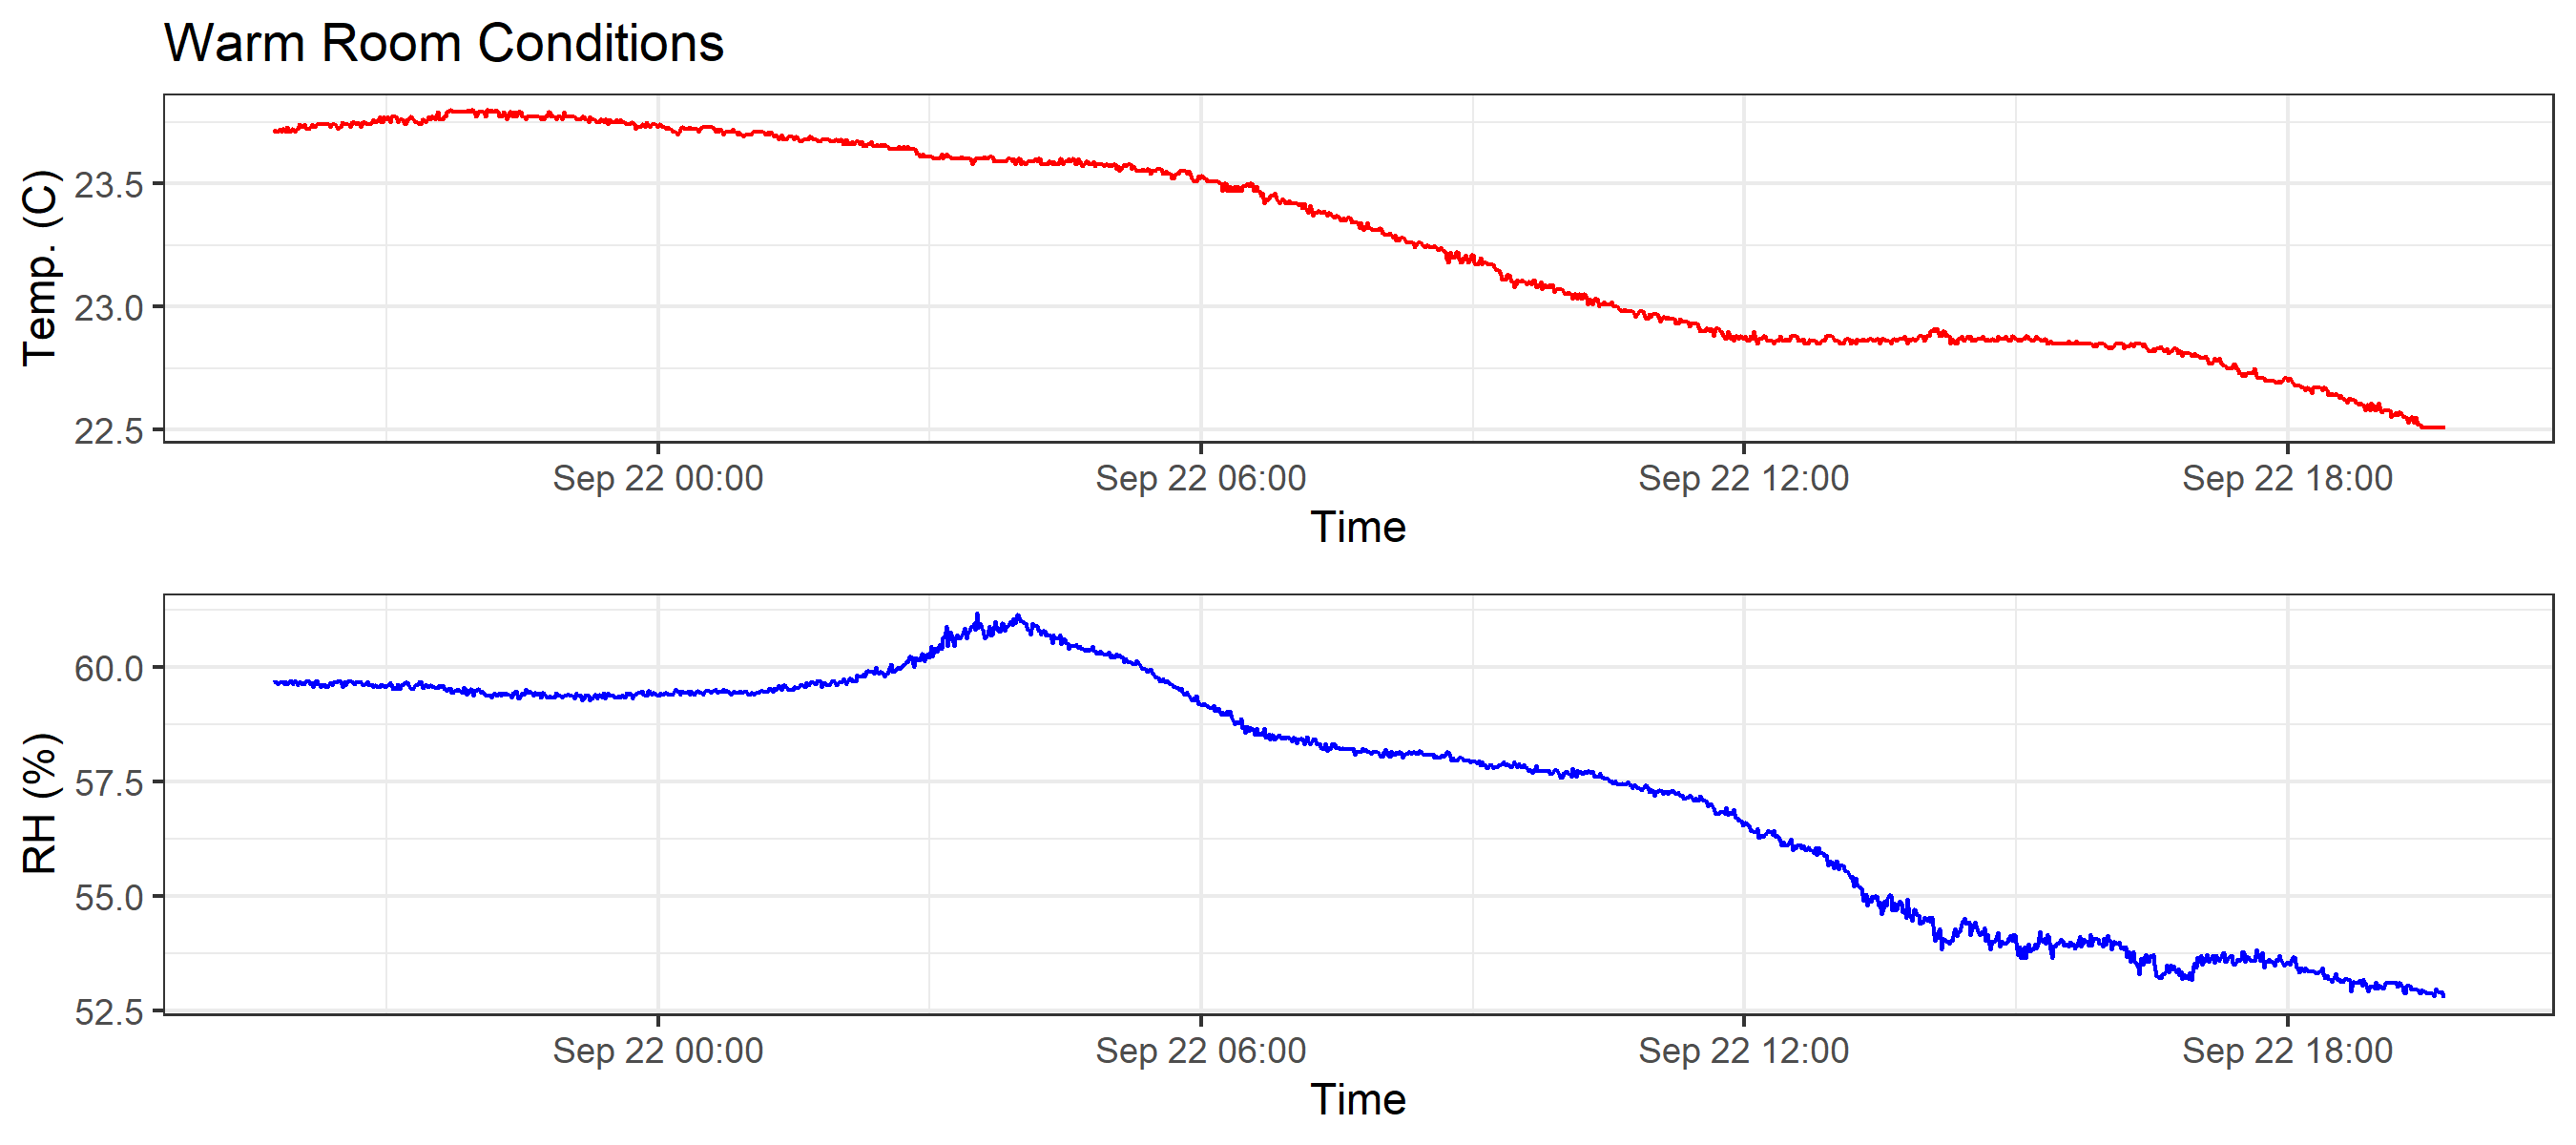 Warm Room Conditions
Temp. (C)
23.5
23.0
22.5
Sep 22 00:00 Sep 22 06:00 Sep 22 12:00 Sep 22 18:00
Time
RH (%)
60.0
57.5
55.0
52.5
Sep 22 00:00 Sep 22 06:00 Sep 22 12:00 Sep 22 18:00
Time